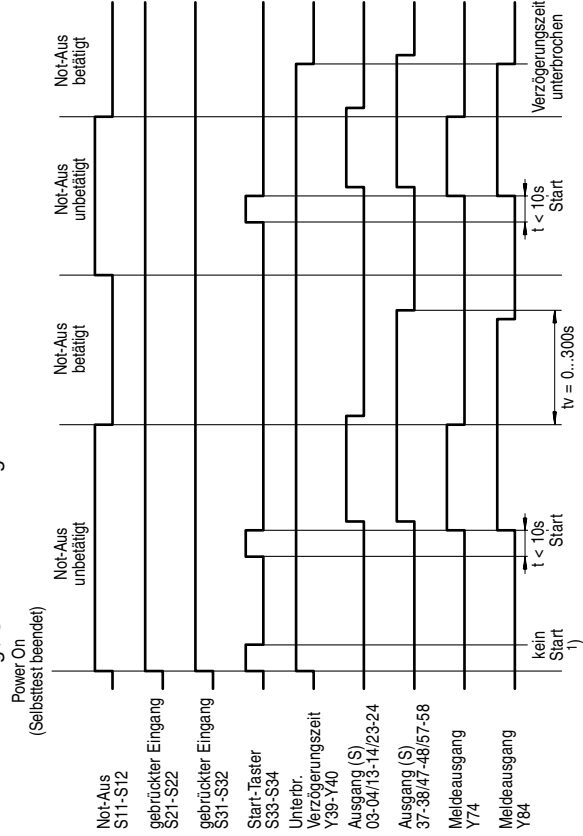 Power On
(Selbsttest beendet)
Not-Aus
unbetätigt
Not-Aus
betätigt
Not-Aus
unbetätigt
Not-Aus
betätigt
Not-Aus
S11-S12
gebrückter Eingang
S21-S22
gebrückter Eingang
S31-S32
Start-Taster
S33-S34
Unterbr.
Verzögerungszeit
Y39-Y40
Ausgang (S)
03-04/13-14/23-24
Ausgang (S)
37-38/47-48/57-58
Meldeausgang
Y74
Meldeausgang
Y84
kein
Start
1)
t < 10s
Start
tv = 0...300s
t < 10s
Start
Verzögerungszeit
unterbrochen